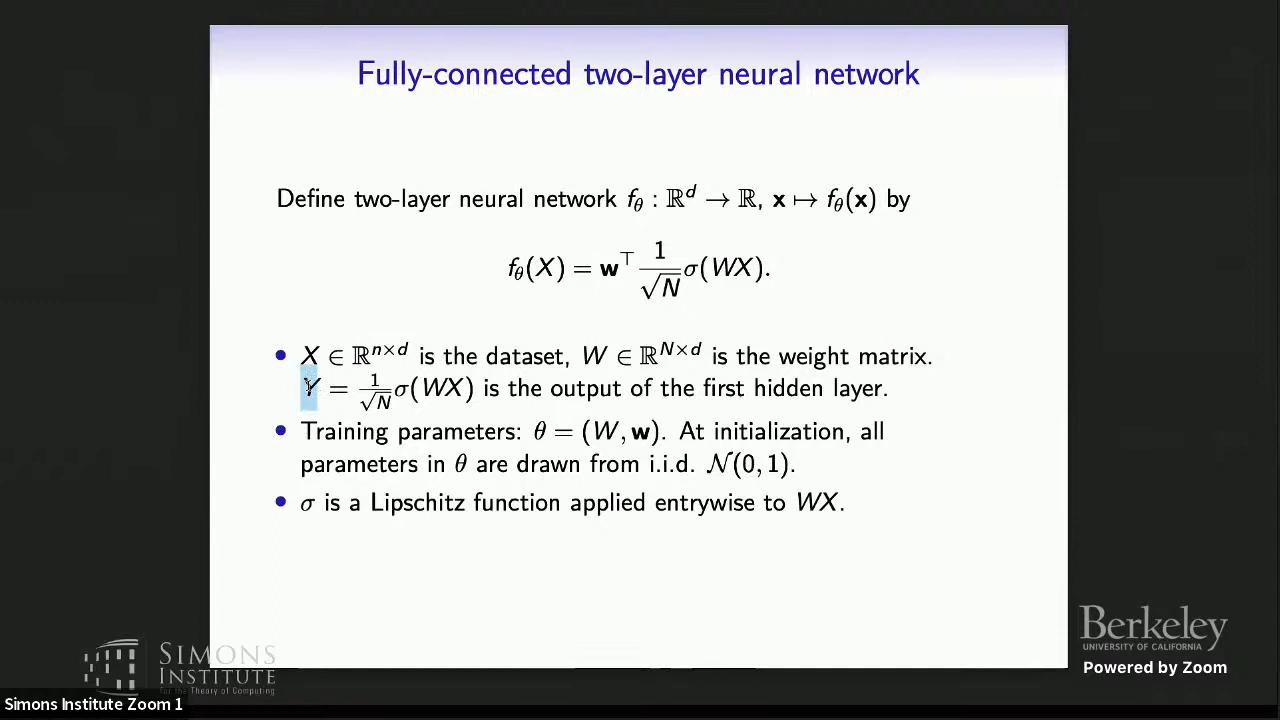 Fully-connected two-layer neural network
Define two-layer neural network f_θ : ℝ^d → ℝ, 𝐱 ↦ f_θ(𝐱) by
f_θ(X) = 𝐰^⊤ 1/√N σ(WX).
• X ∈ ℝ^{n×d} is the dataset, W ∈ ℝ^{N×d} is the weight matrix.
Y = 1/√N σ(WX) is the output of the first hidden layer.
• Training parameters: θ = (W, 𝐰). At initialization, all
parameters in θ are drawn from i.i.d. 𝒩(0, 1).
• σ is a Lipschitz function applied entrywise to WX.
SIMONS
INSTITUTE
for the Theory of Computing
Berkeley
UNIVERSITY OF CALIFORNIA
Powered by Zoom
Simons Institute Zoom 1